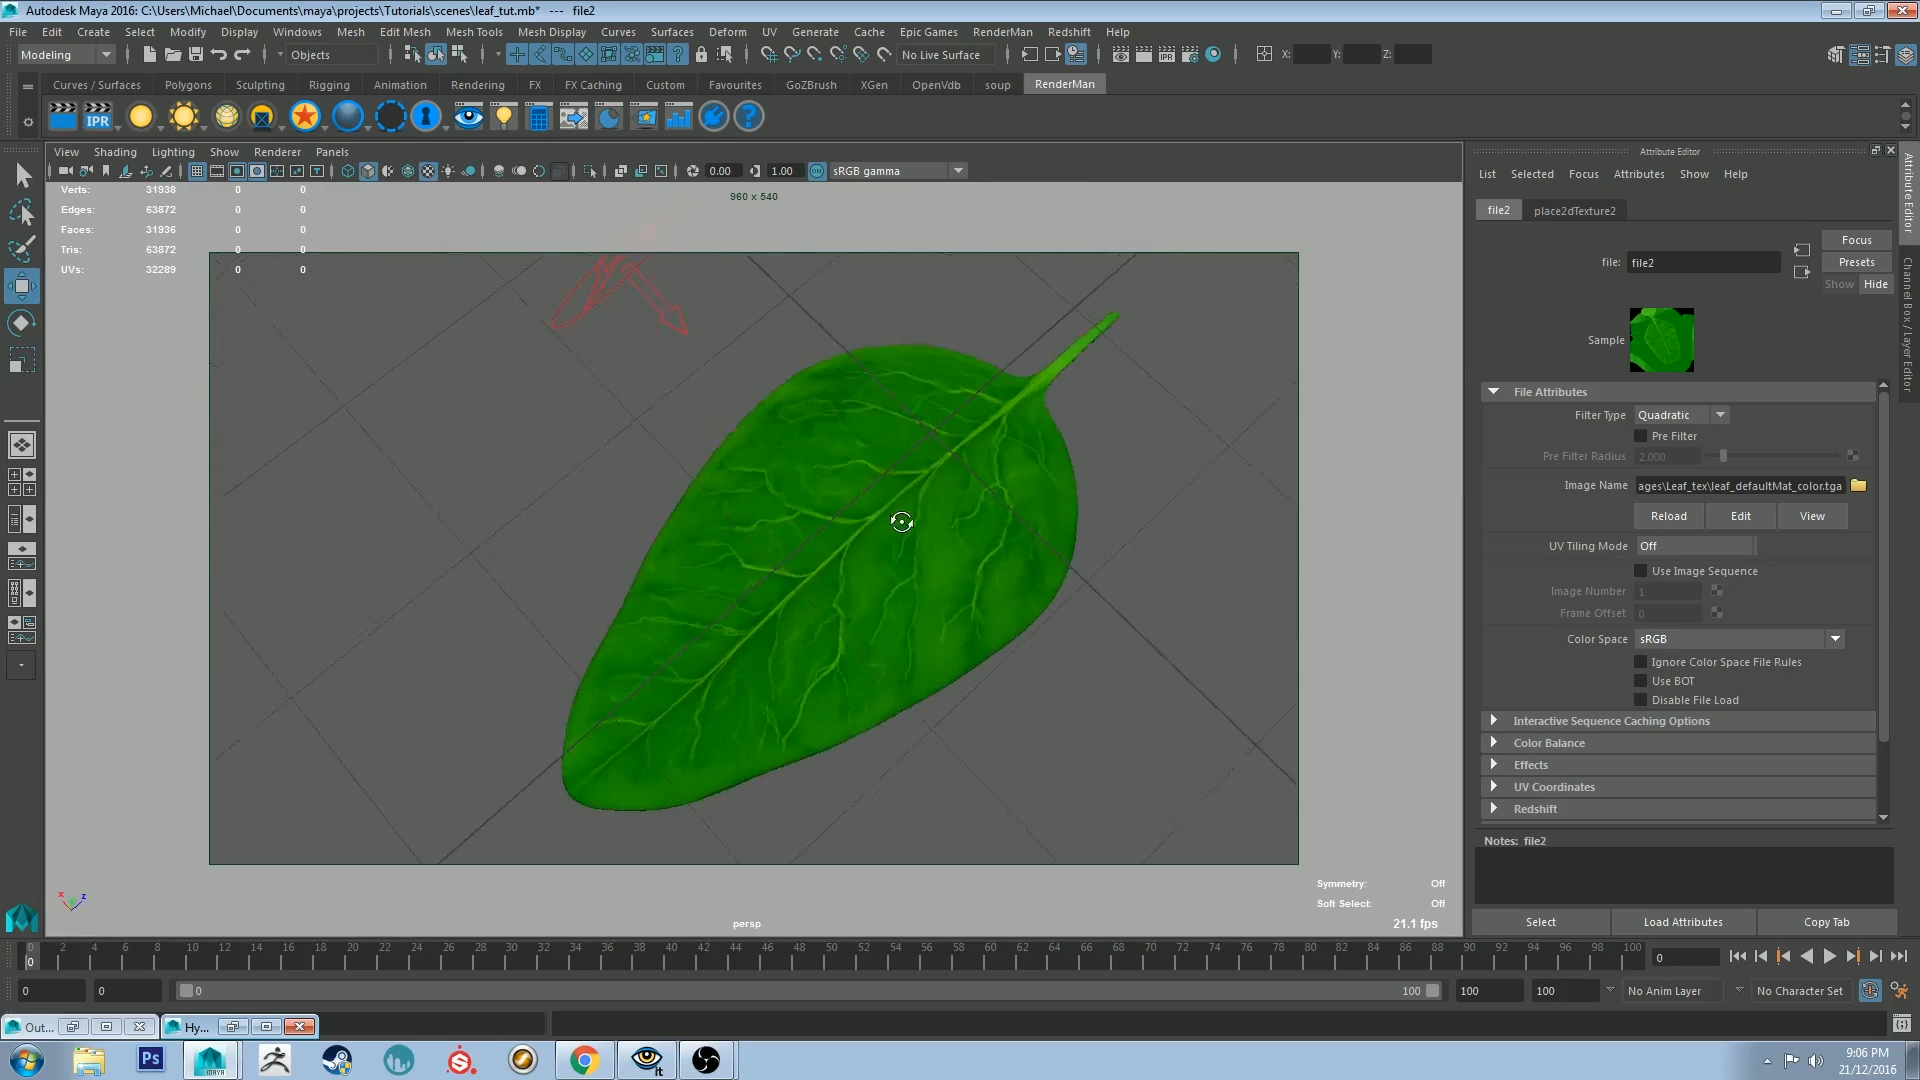 Autodesk Maya 2016: C:\Users\Michael\Documents\maya\projects\Tutorials\scenes\leaf_tut.mb* --- file2
File Edit Create Select Modify Display Windows Mesh Edit Mesh Mesh Tools Mesh Display Curves Surfaces Deform UV Generate Cache Epic Games RenderMan Redshift Help
Modeling Objects No Live Surface X: Y: Z:
Curves / Surfaces Polygons Sculpting Rigging Animation Rendering FX FX Caching Custom Favourites GoZBrush XGen OpenVdb soup RenderMan
IPR
View Shading Lighting Show Renderer Panels
0.00 1.00 sRGB gamma
Verts: 31938 0 0
Edges: 63872 0 0
Faces: 31936 0 0
Tris: 63872 0 0
UVs: 32289 0 0
960 x 540
Symmetry: Off
Soft Select: Off
21.1 fps
persp
x z
Attribute Editor
List Selected Focus Attributes Show Help
file2 place2dTexture2
file: file2
Focus
Presets
Show Hide
Sample
File Attributes
Filter Type Quadratic
Pre Filter
Pre Filter Radius 2.000
Image Name ages\Leaf_tex\leaf_defaultMat_color.tga
Reload Edit View
UV Tiling Mode Off
Use Image Sequence
Image Number 1
Frame Offset 0
Color Space sRGB
Ignore Color Space File Rules
Use BOT
Disable File Load
Interactive Sequence Caching Options
Color Balance
Effects
UV Coordinates
Redshift
Notes: file2
Select Load Attributes Copy Tab
Attribute Editor
Channel Box / Layer Editor
0 2 4 6 8 10 12 14 16 18 20 22 24 26 28 30 32 34 36 38 40 42 44 46 48 50 52 54 56 58 60 62 64 66 68 70 72 74 76 78 80 82 84 86 88 90 92 94 96 98 100
0 0
0 0 0 100 100 100 No Anim Layer No Character Set
Out... Hy...
Ps MAYA it
9:06 PM
21/12/2016